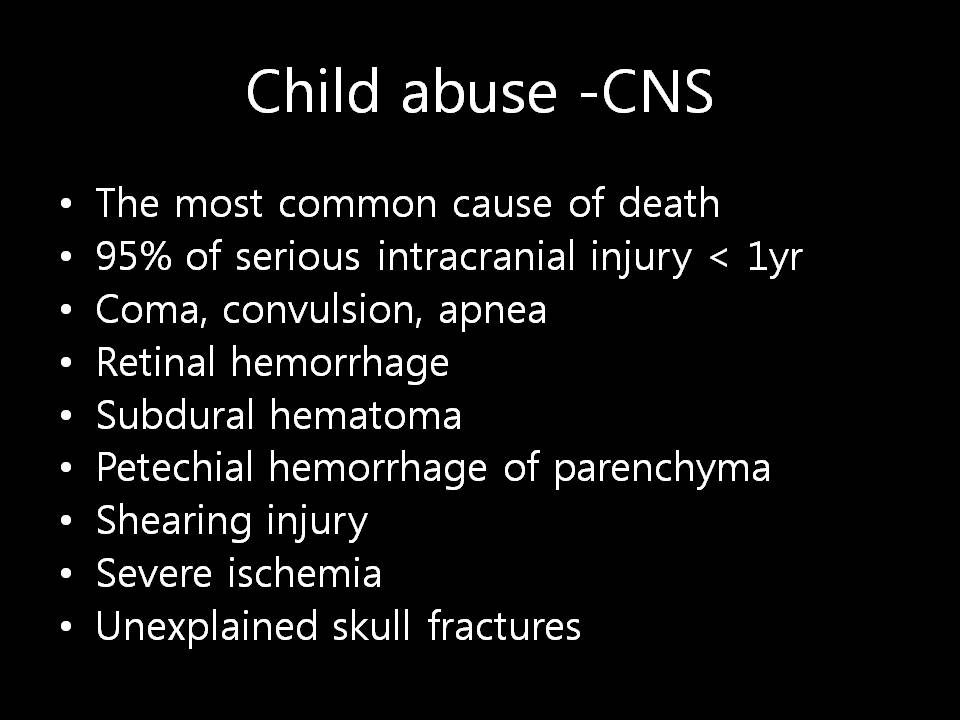 Child abuse -CNS
• The most common cause of death
• 95% of serious intracranial injury < 1yr
• Coma, convulsion, apnea
• Retinal hemorrhage
• Subdural hematoma
• Petechial hemorrhage of parenchyma
• Shearing injury
• Severe ischemia
• Unexplained skull fractures